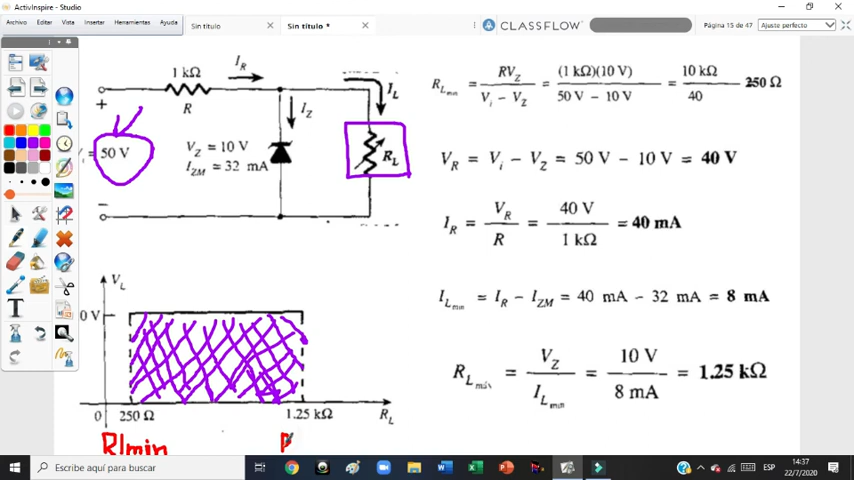 ActivInspire - Studio
Archivo Editar Vista Insertar Herramientas Ayuda
Sin título
Sin título *
CLASSFLOW
Página 15 de 47
Ajuste perfecto
1 kΩ
I_R
R
I_Z
I_L
+
= 50 V
V_Z = 10 V
I_ZM = 32 mA
R_L
−
V_L
0 V
0
250 Ω
1.25 kΩ
R_L
Rlmin
R_Lmin = RV_Z / (V_i − V_Z) = (1 kΩ)(10 V) / (50 V − 10 V) = 10 kΩ / 40 250 Ω
V_R = V_i − V_Z = 50 V − 10 V = 40 V
I_R = V_R / R = 40 V / 1 kΩ = 40 mA
I_Lmin = I_R − I_ZM = 40 mA − 32 mA = 8 mA
R_Lmáx = V_Z / I_Lmin = 10 V / 8 mA = 1.25 kΩ
Escribe aquí para buscar
ESP
14:37
22/7/2020